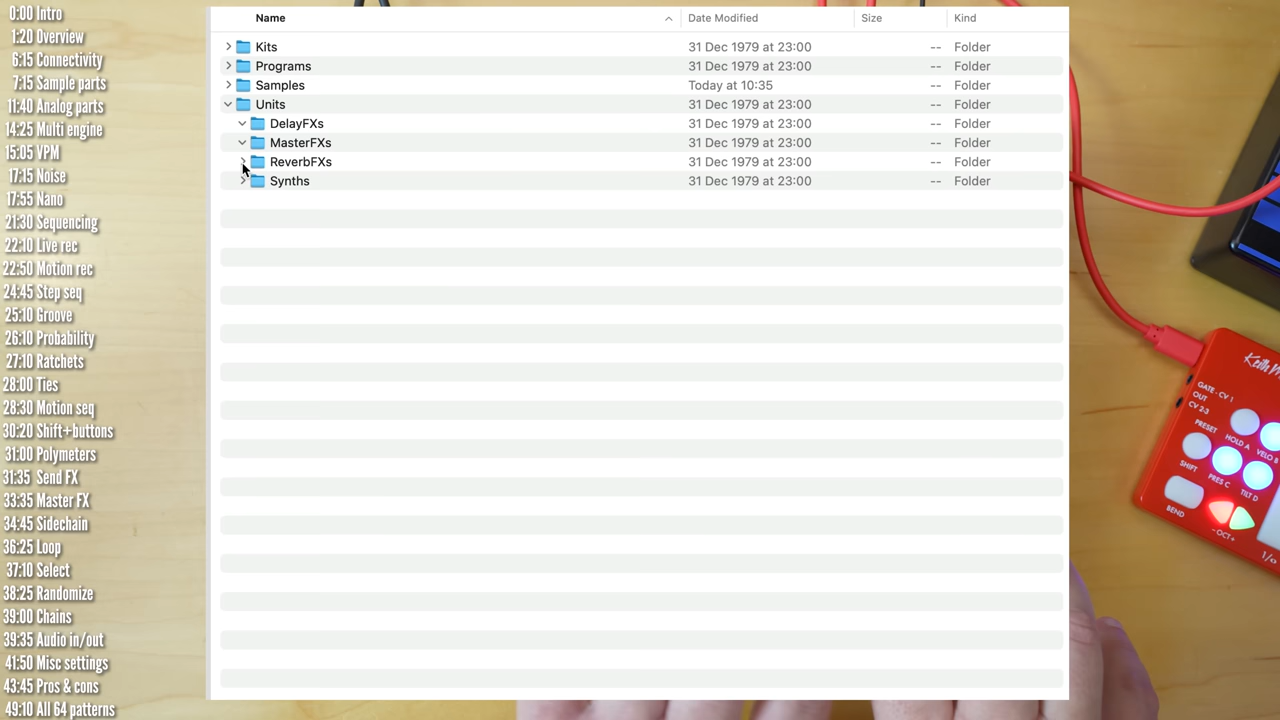 0:00 Intro
1:20 Overview
6:15 Connectivity
7:15 Sample parts
11:40 Analog parts
14:25 Multi engine
15:05 VPM
17:15 Noise
17:55 Nano
21:30 Sequencing
22:10 Live rec
22:50 Motion rec
24:45 Step seq
25:10 Groove
26:10 Probability
27:10 Ratchets
28:00 Ties
28:30 Motion seq
30:20 Shift+buttons
31:00 Polymeters
31:35 Send FX
33:35 Master FX
34:45 Sidechain
36:25 Loop
37:10 Select
38:25 Randomize
39:00 Chains
39:35 Audio in/out
41:50 Misc settings
43:45 Pros & cons
49:10 All 64 patterns
Name Date Modified Size Kind
Kits 31 Dec 1979 at 23:00 -- Folder
Programs 31 Dec 1979 at 23:00 -- Folder
Samples Today at 10:35 -- Folder
Units 31 Dec 1979 at 23:00 -- Folder
DelayFXs 31 Dec 1979 at 23:00 -- Folder
MasterFXs 31 Dec 1979 at 23:00 -- Folder
ReverbFXs 31 Dec 1979 at 23:00 -- Folder
Synths 31 Dec 1979 at 23:00 -- Folder
Keith
GATE - CV 1
OUT
CV 2-3
PRESET
HOLD A
VELO B
SHIFT
PRES C
TILT D
BEND
- OCT +